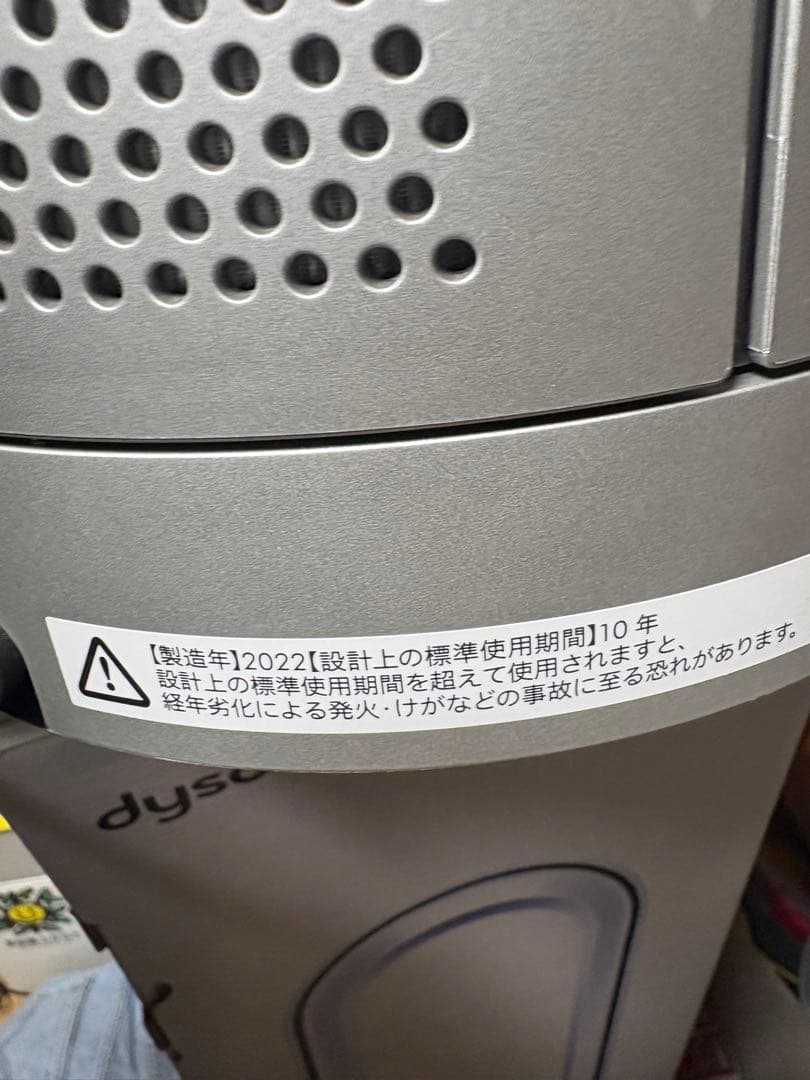 【製造年】2022【設計上の標準使用期間】10 年
設計上の標準使用期間を超えて使用されますと、
経年劣化による発火・けがなどの事故に至る恐れがあります。
dyso